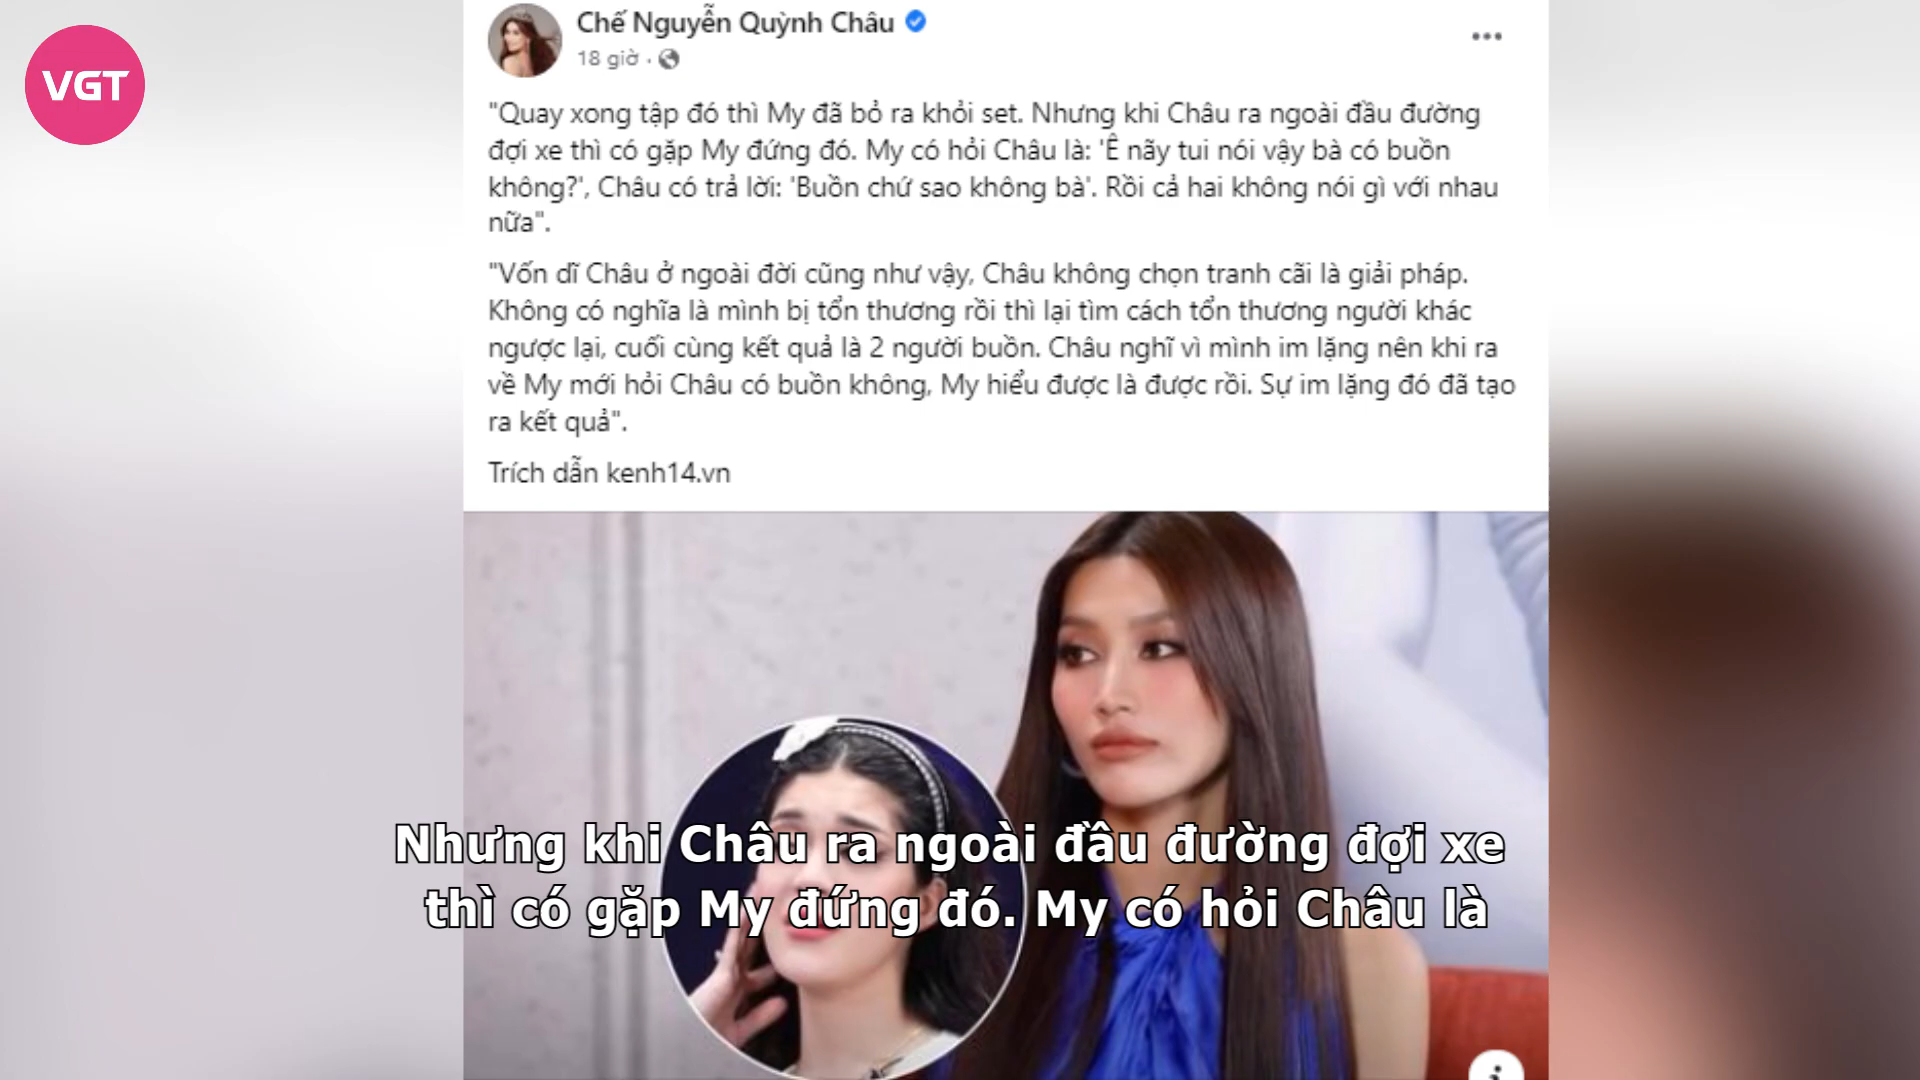 VGT
Chế Nguyễn Quỳnh Châu
18 giờ ·
"Quay xong tập đó thì My đã bỏ ra khỏi set. Nhưng khi Châu ra ngoài đầu đường
đợi xe thì có gặp My đứng đó. My có hỏi Châu là: 'Ê nãy tui nói vậy bà có buồn
không?', Châu có trả lời: 'Buồn chứ sao không bà'. Rồi cả hai không nói gì với nhau
nữa".
"Vốn dĩ Châu ở ngoài đời cũng như vậy, Châu không chọn tranh cãi là giải pháp.
Không có nghĩa là mình bị tổn thương rồi thì lại tìm cách tổn thương người khác
ngược lại, cuối cùng kết quả là 2 người buồn. Châu nghĩ vì mình im lặng nên khi ra
về My mới hỏi Châu có buồn không, My hiểu được là được rồi. Sự im lặng đó đã tạo
ra kết quả".
Trích dẫn kenh14.vn
Nhưng khi Châu ra ngoài đầu đường đợi xe
thì có gặp My đứng đó. My có hỏi Châu là